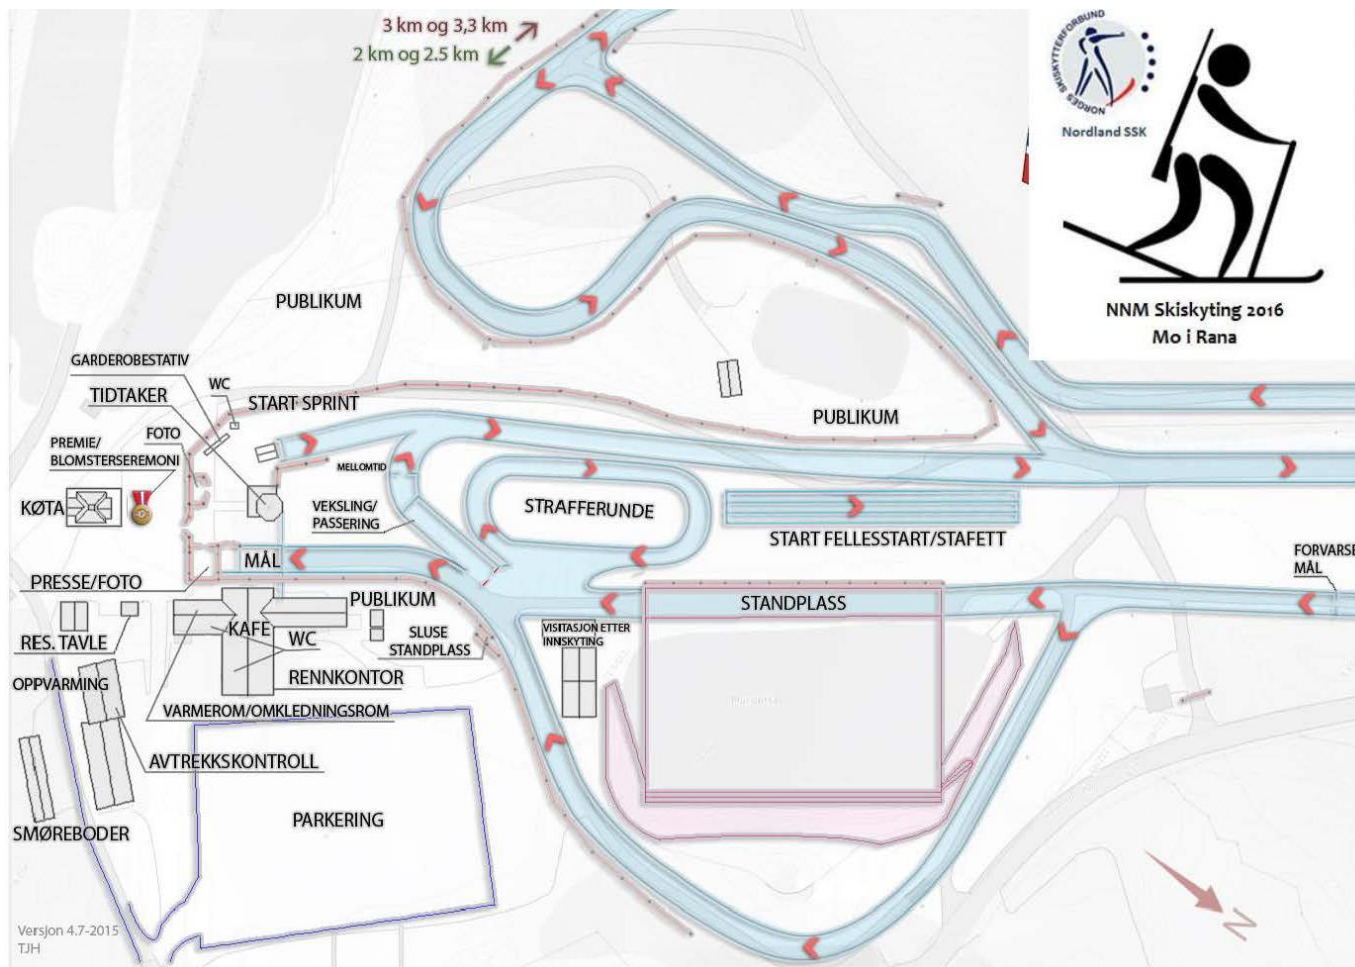 3 km og 3,3 km
2 km og 2.5 km
NORGES SKISKYTTERFORBUND
Nordland SSK
NNM Skiskyting 2016
Mo i Rana
PUBLIKUM
GARDEROBESTATIV
WC
TIDTAKER
START SPRINT
PUBLIKUM
FOTO
PREMIE/
BLOMSTERSEREMONI
MELLOMTID
KØTA
VEKSLING/
PASSERING
STRAFFERUNDE
START FELLESSTART/STAFETT
MÅL
FORVARSE
MÅL
PRESSE/FOTO
PUBLIKUM
STANDPLASS
KAFE
RES. TAVLE
WC
SLUSE
STANDPLASS
VISITASJON ETTER
INNSKYTING
OPPVARMING
RENNKONTOR
VARMEROM/OMKLEDNINGSROM
AVTREKKSKONTROLL
PARKERING
SMØREBODER
N
Versjon 4.7-2015
TJH